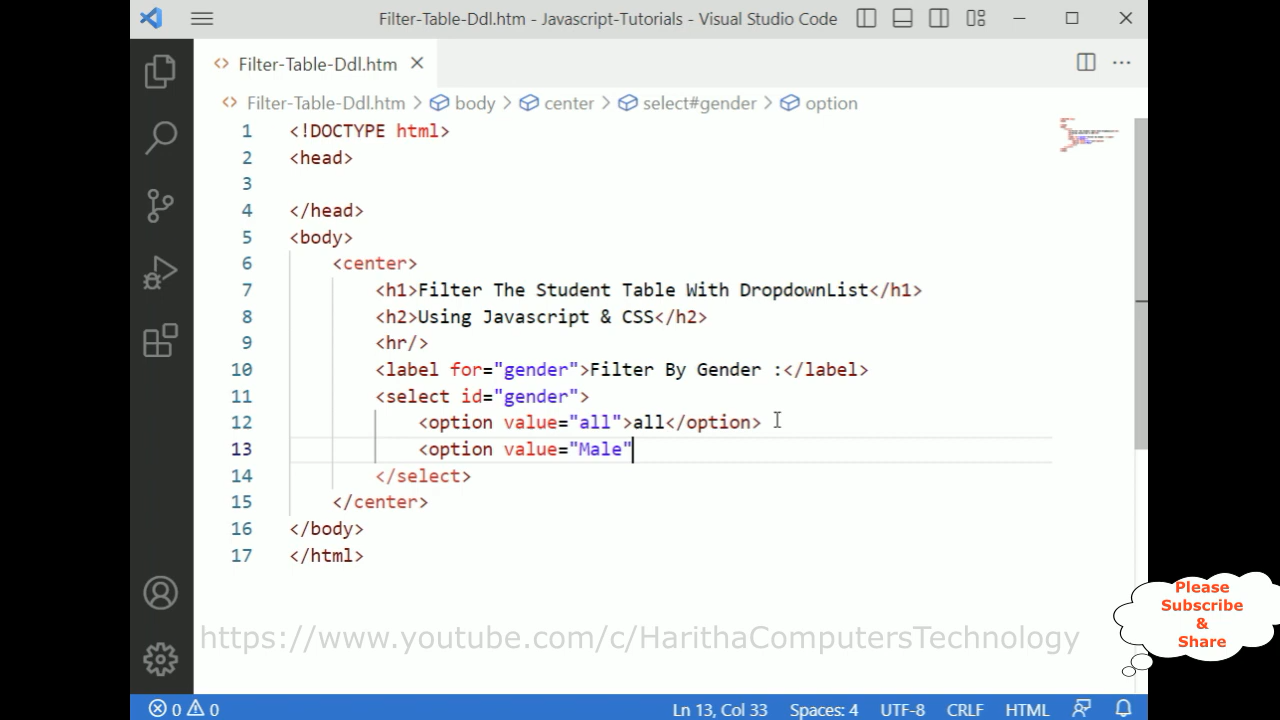 Filter-Table-Ddl.htm - Javascript-Tutorials - Visual Studio Code
Filter-Table-Ddl.htm
Filter-Table-Ddl.htm > body > center > select#gender > option
1 <!DOCTYPE html>
2 <head>
3
4 </head>
5 <body>
6 <center>
7 <h1>Filter The Student Table With DropdownList</h1>
8 <h2>Using Javascript & CSS</h2>
9 <hr/>
10 <label for="gender">Filter By Gender :</label>
11 <select id="gender">
12 <option value="all">all</option>
13 <option value="Male"
14 </select>
15 </center>
16 </body>
17 </html>
Please
Subscribe
&
Share
https://www.youtube.com/c/HarithaComputersTechnology
0 0 Ln 13, Col 33 Spaces: 4 UTF-8 CRLF HTML